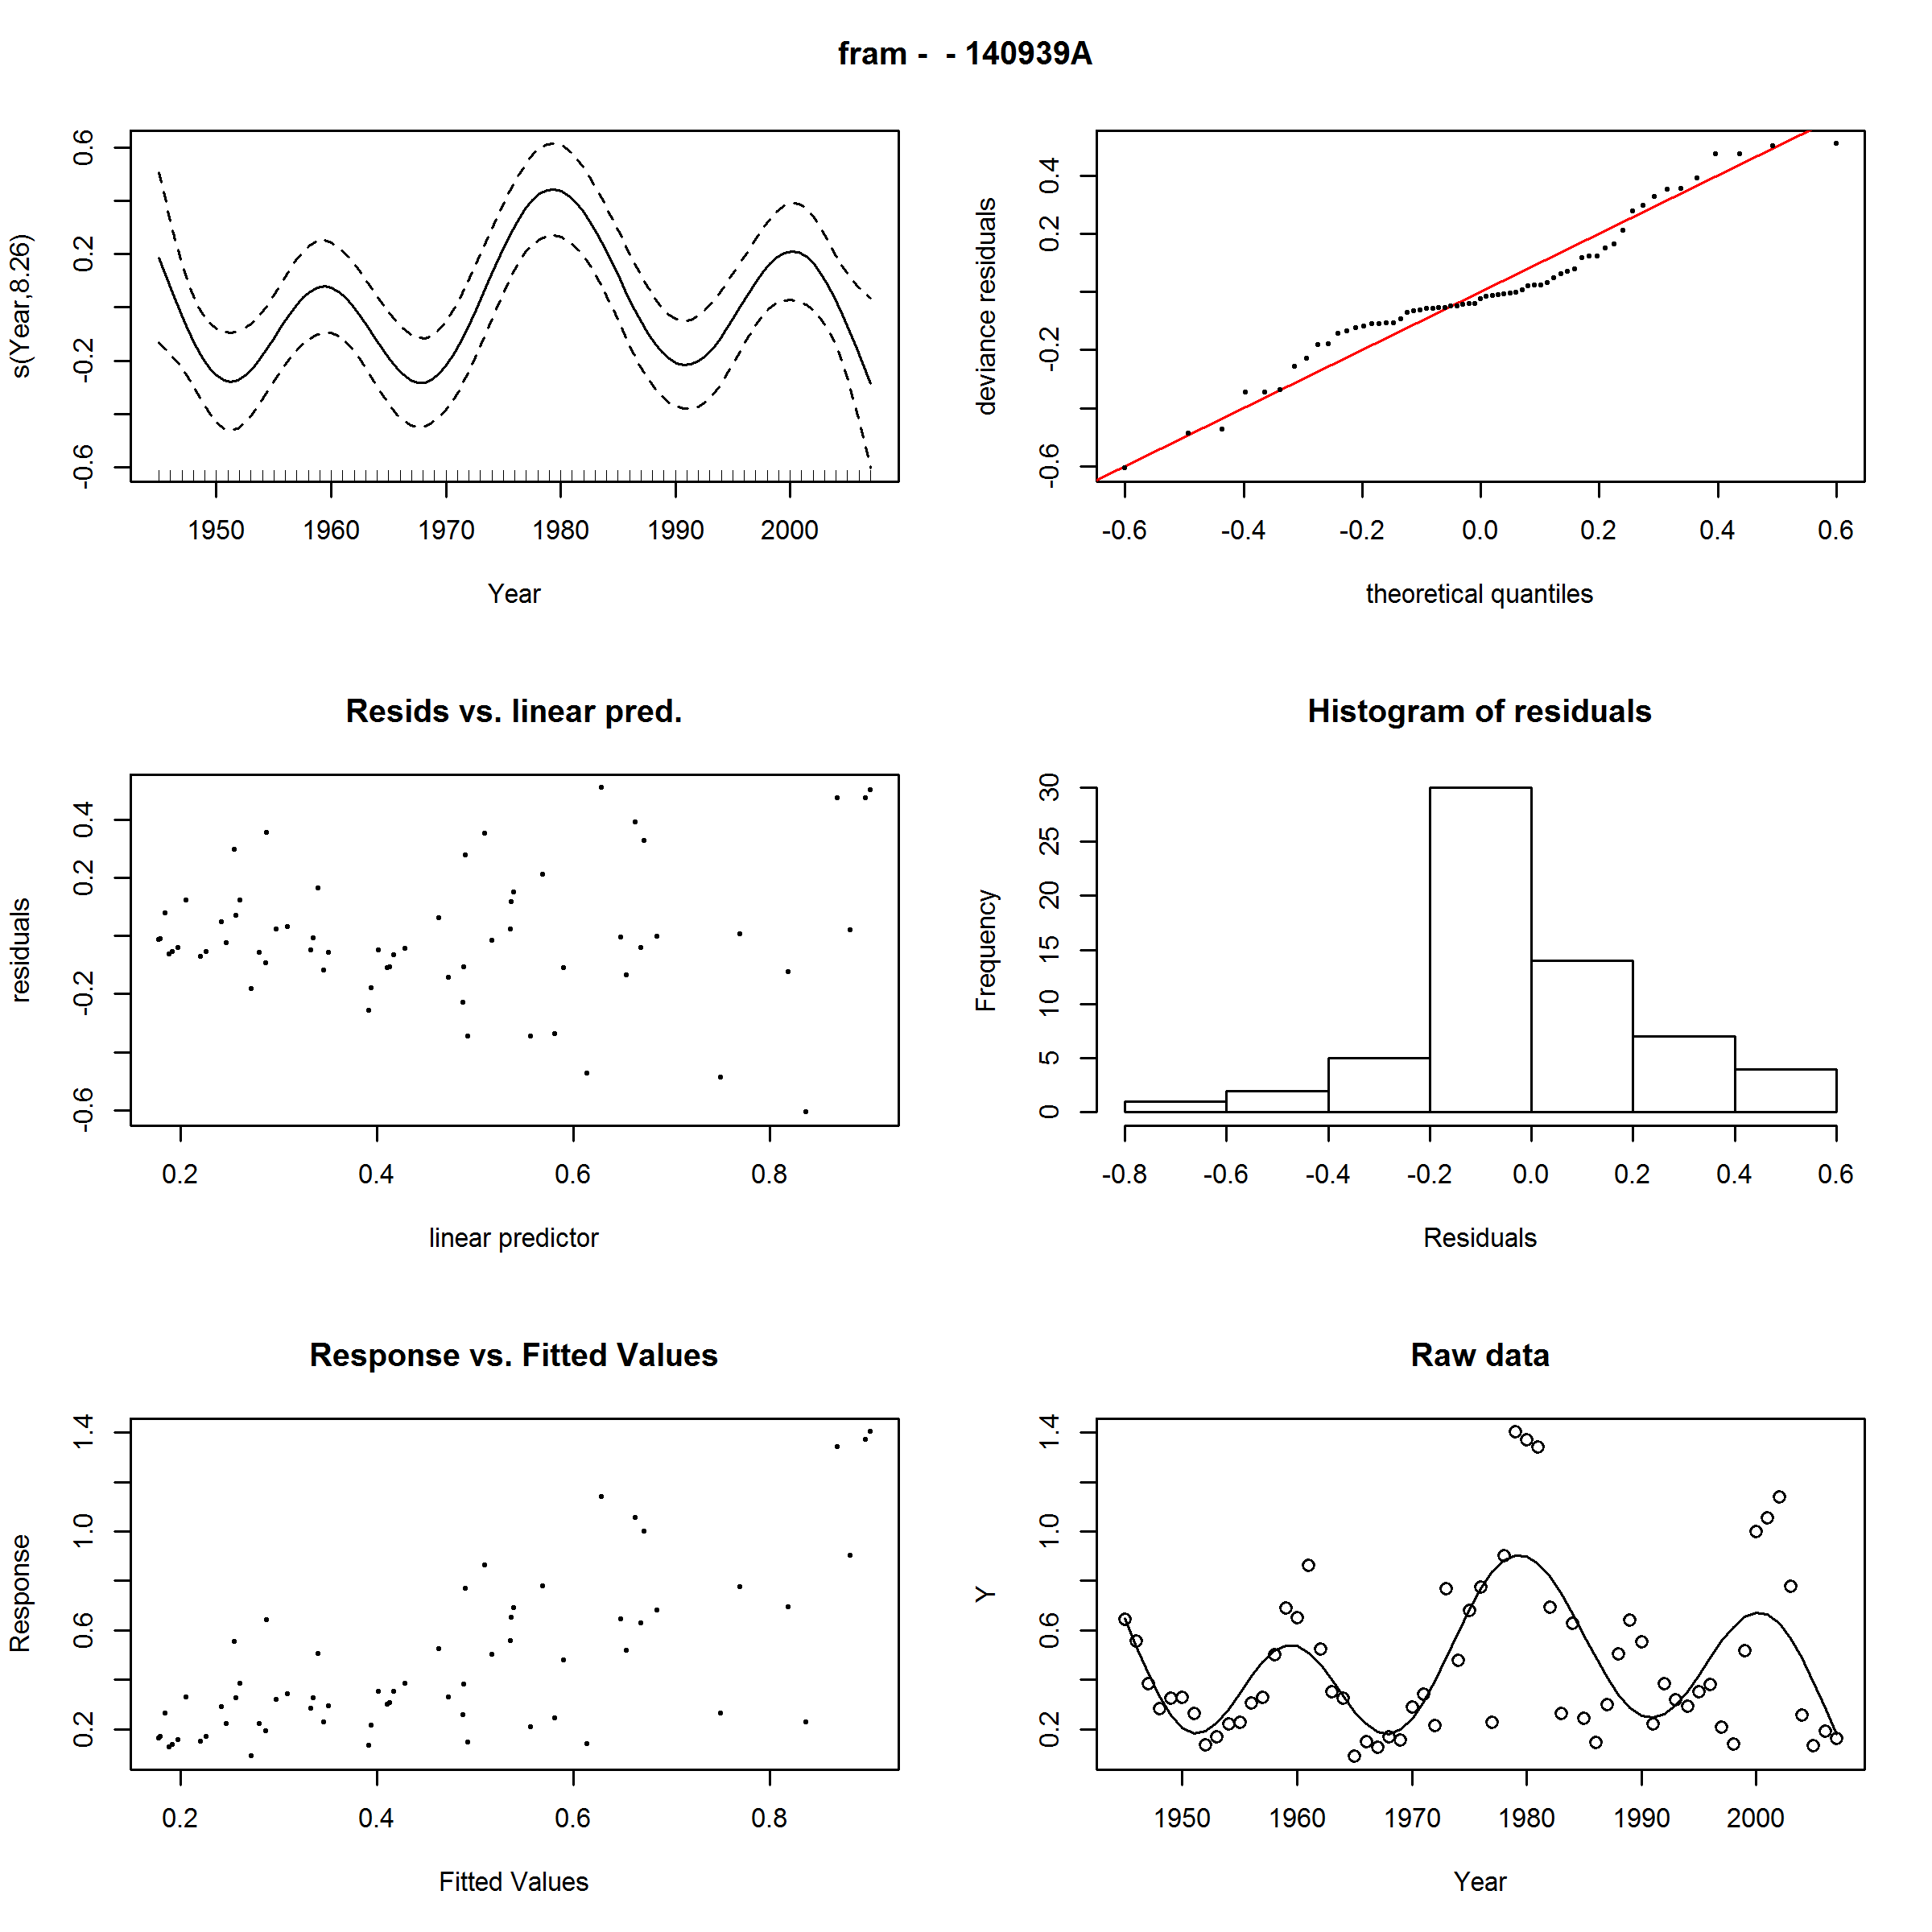 fram -  - 140939A
s(Year,8.26)
-0.6 -0.2 0.2 0.6
1950 1960 1970 1980 1990 2000
Year
deviance residuals
-0.6 -0.2 0.2 0.4
-0.6 -0.4 -0.2 0.0 0.2 0.4 0.6
theoretical quantiles
Resids vs. linear pred.
residuals
-0.6 -0.2 0.2 0.4
0.2 0.4 0.6 0.8
linear predictor
Histogram of residuals
Frequency
0 5 10 15 20 25 30
-0.8 -0.6 -0.4 -0.2 0.0 0.2 0.4 0.6
Residuals
Response vs. Fitted Values
Response
0.2 0.6 1.0 1.4
0.2 0.4 0.6 0.8
Fitted Values
Raw data
Y
0.2 0.6 1.0 1.4
1950 1960 1970 1980 1990 2000
Year